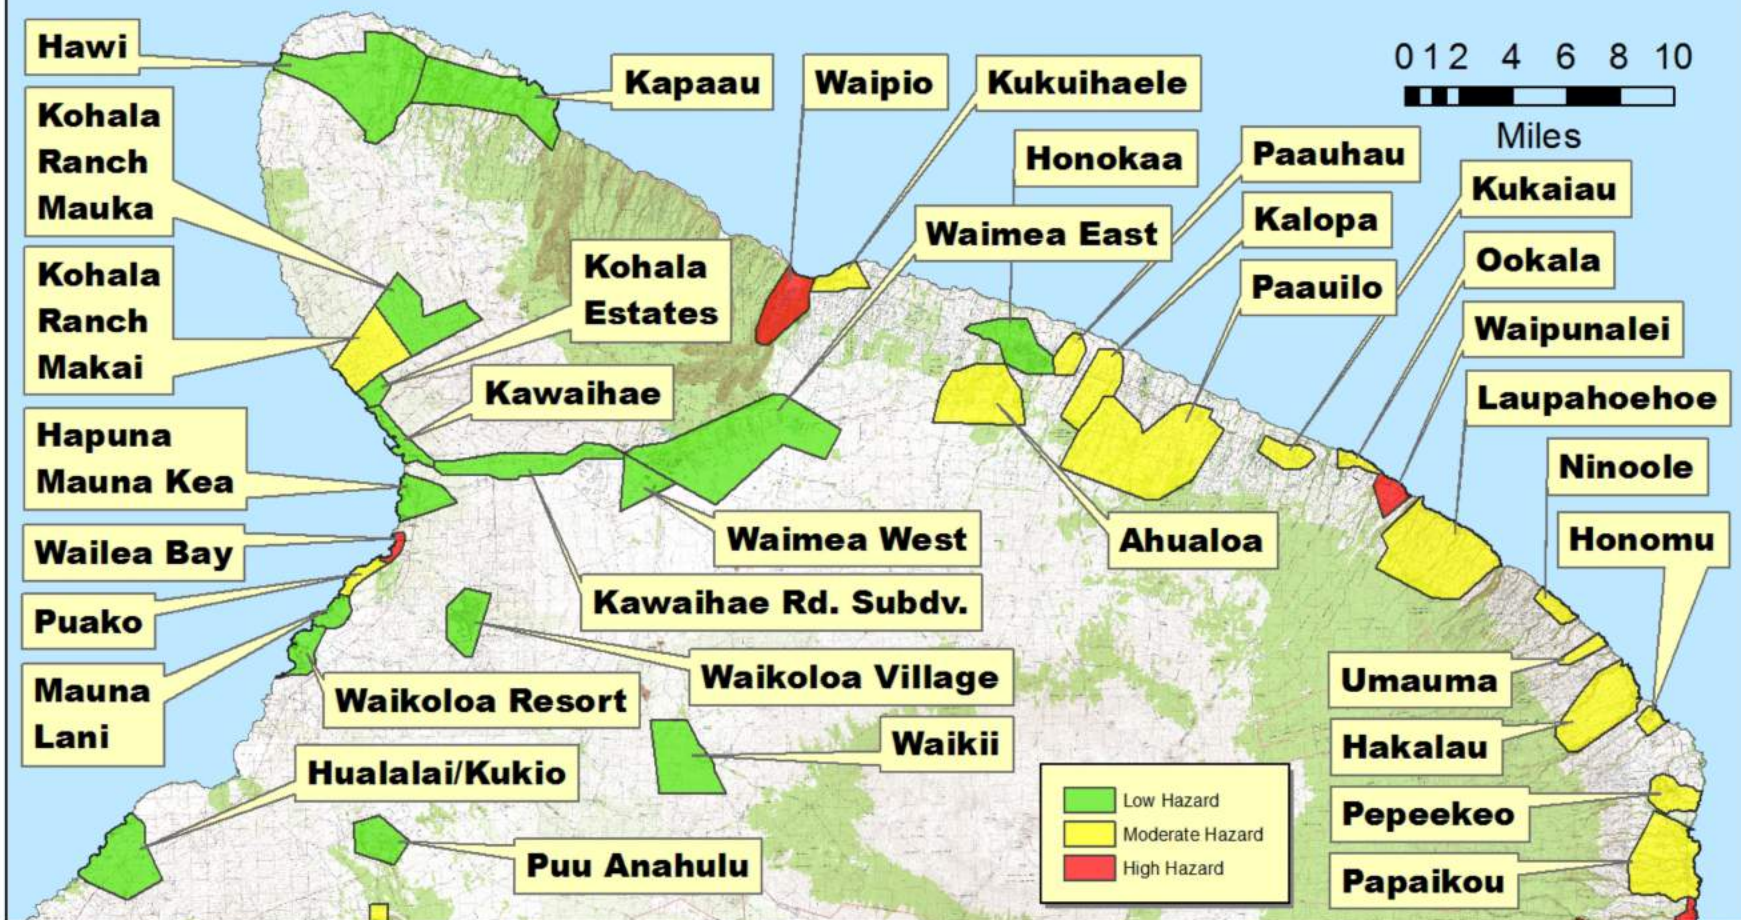 Hawi
Kapaau
Waipio
Kukuihaele
0 1 2 4 6 8 10
Miles
Kohala
Ranch
Mauka
Honokaa
Paauhau
Kukaiau
Waimea East
Kalopa
Kohala
Estates
Ookala
Kohala
Ranch
Makai
Paauilo
Waipunalei
Kawaihae
Laupahoehoe
Hapuna
Mauna Kea
Ninoole
Waimea West
Ahualoa
Honomu
Wailea Bay
Kawaihae Rd. Subdv.
Puako
Waikoloa Village
Umauma
Mauna
Lani
Waikoloa Resort
Waikii
Hakalau
Hualalai/Kukio
Low Hazard
Moderate Hazard
High Hazard
Pepeekeo
Puu Anahulu
Papaikou